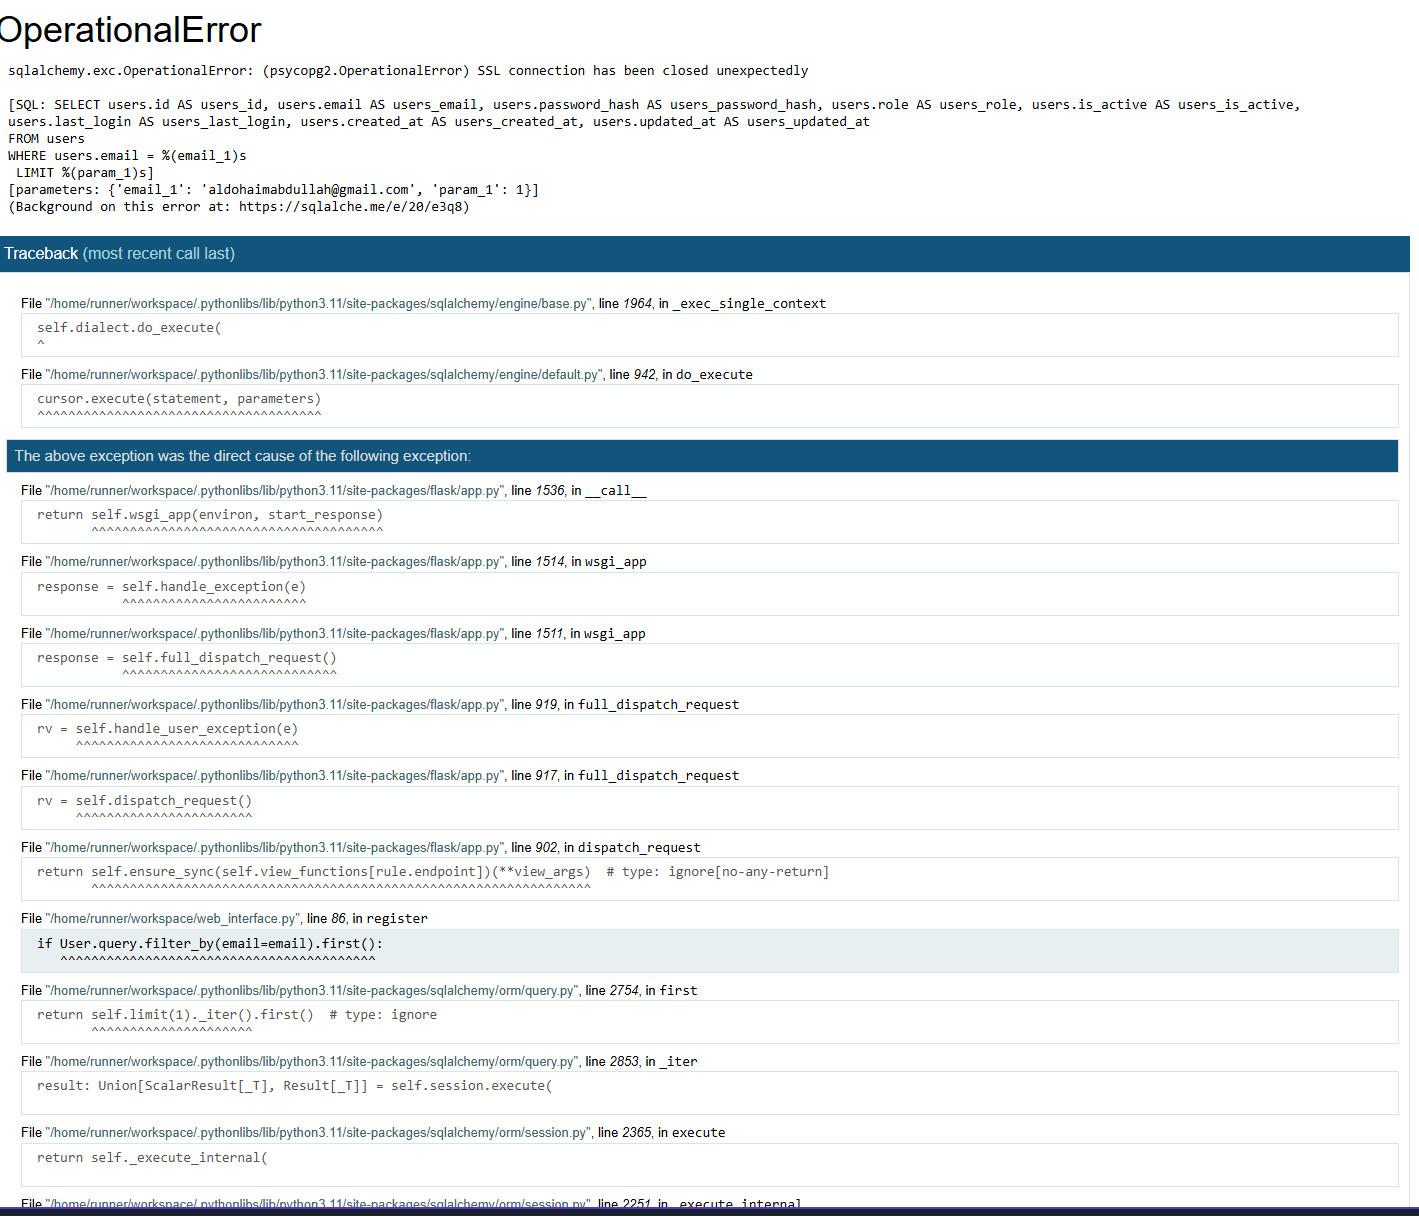 OperationalError
sqlalchemy.exc.OperationalError: (psycopg2.OperationalError) SSL connection has been closed unexpectedly
[SQL: SELECT users.id AS users_id, users.email AS users_email, users.password_hash AS users_password_hash, users.role AS users_role, users.is_active AS users_is_active,
users.last_login AS users_last_login, users.created_at AS users_created_at, users.updated_at AS users_updated_at
FROM users
WHERE users.email = %(email_1)s
 LIMIT %(param_1)s]
[parameters: {'email_1': 'aldohaimabdullah@gmail.com', 'param_1': 1}]
(Background on this error at: https://sqlalche.me/e/20/e3q8)
Traceback (most recent call last)
File "/home/runner/workspace/.pythonlibs/lib/python3.11/site-packages/sqlalchemy/engine/base.py", line 1964, in _exec_single_context
self.dialect.do_execute(
^
File "/home/runner/workspace/.pythonlibs/lib/python3.11/site-packages/sqlalchemy/engine/default.py", line 942, in do_execute
cursor.execute(statement, parameters)
^^^^^^^^^^^^^^^^^^^^^^^^^^^^^^^^^^^^^
The above exception was the direct cause of the following exception:
File "/home/runner/workspace/.pythonlibs/lib/python3.11/site-packages/flask/app.py", line 1536, in __call__
return self.wsgi_app(environ, start_response)
       ^^^^^^^^^^^^^^^^^^^^^^^^^^^^^^^^^^^^^^
File "/home/runner/workspace/.pythonlibs/lib/python3.11/site-packages/flask/app.py", line 1514, in wsgi_app
response = self.handle_exception(e)
           ^^^^^^^^^^^^^^^^^^^^^^^^
File "/home/runner/workspace/.pythonlibs/lib/python3.11/site-packages/flask/app.py", line 1511, in wsgi_app
response = self.full_dispatch_request()
           ^^^^^^^^^^^^^^^^^^^^^^^^^^^^
File "/home/runner/workspace/.pythonlibs/lib/python3.11/site-packages/flask/app.py", line 919, in full_dispatch_request
rv = self.handle_user_exception(e)
     ^^^^^^^^^^^^^^^^^^^^^^^^^^^^^
File "/home/runner/workspace/.pythonlibs/lib/python3.11/site-packages/flask/app.py", line 917, in full_dispatch_request
rv = self.dispatch_request()
     ^^^^^^^^^^^^^^^^^^^^^^^
File "/home/runner/workspace/.pythonlibs/lib/python3.11/site-packages/flask/app.py", line 902, in dispatch_request
return self.ensure_sync(self.view_functions[rule.endpoint])(**view_args)  # type: ignore[no-any-return]
       ^^^^^^^^^^^^^^^^^^^^^^^^^^^^^^^^^^^^^^^^^^^^^^^^^^^^^^^^^^^^^^^^^
File "/home/runner/workspace/web_interface.py", line 86, in register
if User.query.filter_by(email=email).first():
   ^^^^^^^^^^^^^^^^^^^^^^^^^^^^^^^^^^^^^^^^^
File "/home/runner/workspace/.pythonlibs/lib/python3.11/site-packages/sqlalchemy/orm/query.py", line 2754, in first
return self.limit(1)._iter().first()  # type: ignore
       ^^^^^^^^^^^^^^^^^^^^^
File "/home/runner/workspace/.pythonlibs/lib/python3.11/site-packages/sqlalchemy/orm/query.py", line 2853, in _iter
result: Union[ScalarResult[_T], Result[_T]] = self.session.execute(
File "/home/runner/workspace/.pythonlibs/lib/python3.11/site-packages/sqlalchemy/orm/session.py", line 2365, in execute
return self._execute_internal(
File "/home/runner/workspace/.pythonlibs/lib/python3.11/site-packages/sqlalchemy/orm/session.py", line 2251, in _execute_internal